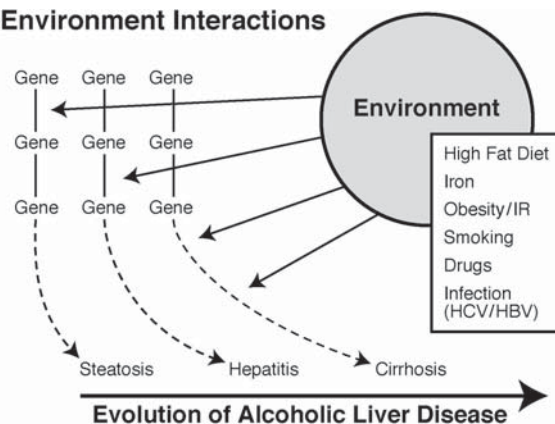 Environment Interactions
Gene Gene Gene
Environment
Gene Gene Gene
High Fat Diet
Iron
Gene Gene Gene
Obesity/IR
Smoking
Drugs
Infection
(HCV/HBV)
Steatosis Hepatitis Cirrhosis
Evolution of Alcoholic Liver Disease